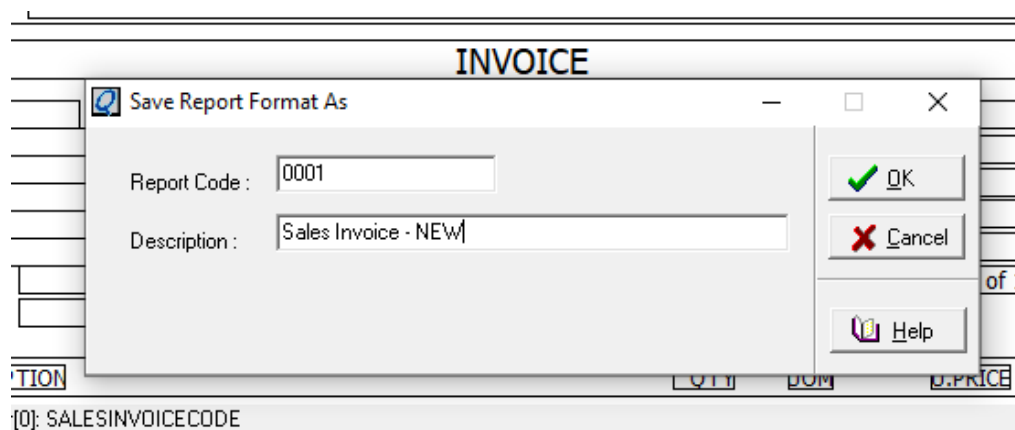 INVOICE
Save Report Format As
Report Code : 0001
OK
Description : Sales Invoice - NEW
Cancel
of
Help
TION QTY UOM U.PRICE
[0]: SALESINVOICECODE